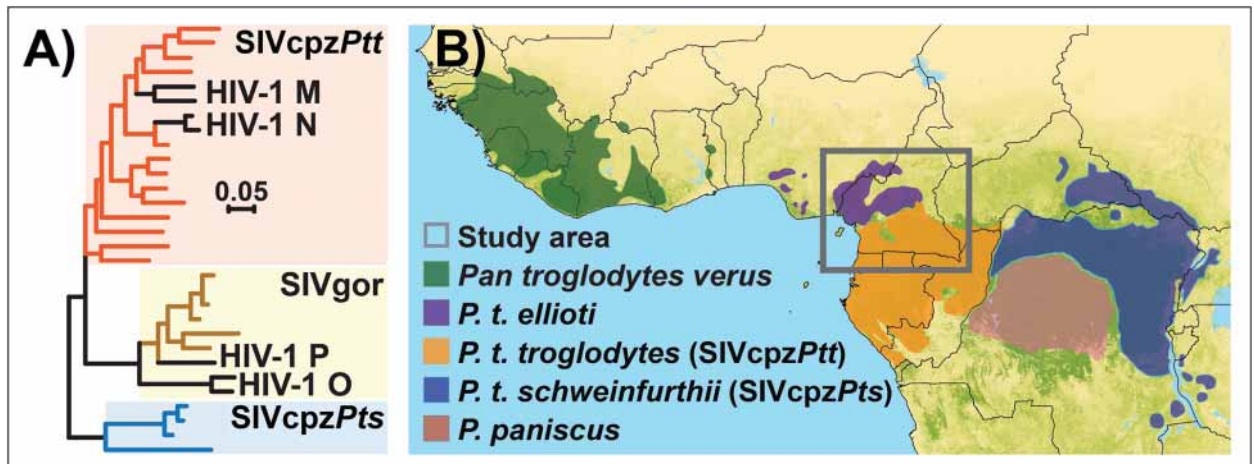 A)
SIVcpzPtt
HIV-1 M
HIV-1 N
0.05
SIVgor
HIV-1 P
HIV-1 O
SIVcpzPts
B)
Study area
Pan troglodytes verus
P. t. ellioti
P. t. troglodytes (SIVcpzPtt)
P. t. schweinfurthii (SIVcpzPts)
P. paniscus